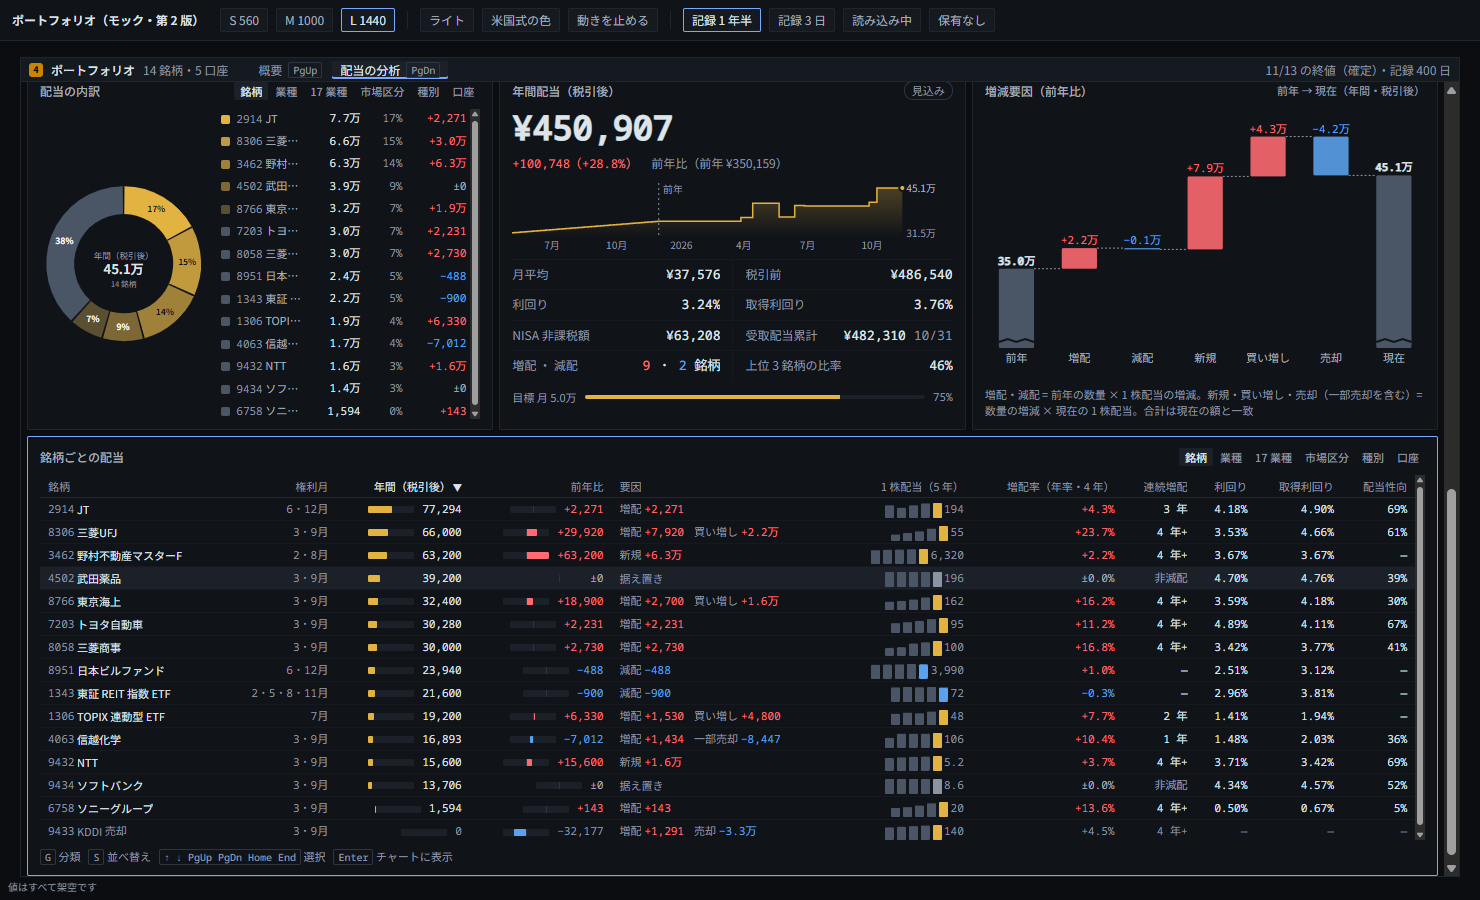 ポートフォリオ（モック・第 2 版） S 560 M 1000 L 1440 ライト 米国式の色 動きを止める 記録 1 年半 記録 3 日 読み込み中 保有なし
4 ポートフォリオ 14 銘柄・5 口座 概要 PgUp 配当の分析 PgDn 11/13 の終値（確定）・記録 400 日
配当の内訳 銘柄 業種 17 業種 市場区分 種別 口座
2914 JT 7.7万 17% +2,271
8306 三菱… 6.6万 15% +3.0万
3462 野村… 6.3万 14% +6.3万
4502 武田… 3.9万 9% ±0
8766 東京… 3.2万 7% +1.9万
7203 トヨ… 3.0万 7% +2,231
8058 三菱… 3.0万 7% +2,730
8951 日本… 2.4万 5% −488
1343 東証 … 2.2万 5% −900
1306 TOPI… 1.9万 4% +6,330
4063 信越… 1.7万 4% −7,012
9432 NTT 1.6万 3% +1.6万
9434 ソフ… 1.4万 3% ±0
6758 ソニ… 1,594 0% +143
17%
15%
14%
9%
7%
38%
年間（税引後）
45.1万
14 銘柄
年間配当（税引後） 見込み
¥450,907
+100,748（+28.8%） 前年比（前年 ¥350,159）
前年
45.1万
31.5万
7月 10月 2026 4月 7月 10月
月平均 ¥37,576 税引前 ¥486,540
利回り 3.24% 取得利回り 3.76%
NISA 非課税額 ¥63,208 受取配当累計 ¥482,310 10/31
増配 ・ 減配 9 ・ 2 銘柄 上位 3 銘柄の比率 46%
目標 月 5.0万 75%
増減要因（前年比） 前年 → 現在（年間・税引後）
35.0万 +2.2万 −0.1万 +7.9万 +4.3万 −4.2万 45.1万
前年 増配 減配 新規 買い増し 売却 現在
増配・減配 = 前年の数量 × 1 株配当の増減。新規・買い増し・売却（一部売却を含む）=
数量の増減 × 現在の 1 株配当。合計は現在の額と一致
銘柄ごとの配当 銘柄 業種 17 業種 市場区分 種別 口座
銘柄 権利月 年間（税引後）▼ 前年比 要因 1 株配当（5 年） 増配率（年率・4 年） 連続増配 利回り 取得利回り 配当性向
2914 JT 6・12月 77,294 +2,271 増配 +2,271 194 +4.3% 3 年 4.18% 4.90% 69%
8306 三菱UFJ 3・9月 66,000 +29,920 増配 +7,920 買い増し +2.2万 55 +23.7% 4 年+ 3.53% 4.66% 61%
3462 野村不動産マスターF 2・8月 63,200 +63,200 新規 +6.3万 6,320 +2.2% 4 年+ 3.67% 3.67% —
4502 武田薬品 3・9月 39,200 ±0 据え置き 196 ±0.0% 非減配 4.70% 4.76% 39%
8766 東京海上 3・9月 32,400 +18,900 増配 +2,700 買い増し +1.6万 162 +16.2% 4 年+ 3.59% 4.18% 30%
7203 トヨタ自動車 3・9月 30,280 +2,231 増配 +2,231 95 +11.2% 4 年+ 4.89% 4.11% 67%
8058 三菱商事 3・9月 30,000 +2,730 増配 +2,730 100 +16.8% 4 年+ 3.42% 3.77% 41%
8951 日本ビルファンド 6・12月 23,940 −488 減配 −488 3,990 +1.0% — 2.51% 3.12% —
1343 東証 REIT 指数 ETF 2・5・8・11月 21,600 −900 減配 −900 72 −0.3% — 2.96% 3.81% —
1306 TOPIX 連動型 ETF 7月 19,200 +6,330 増配 +1,530 買い増し +4,800 48 +7.7% 2 年 1.41% 1.94% —
4063 信越化学 3・9月 16,893 −7,012 増配 +1,434 一部売却 −8,447 106 +10.4% 1 年 1.48% 2.03% 36%
9432 NTT 3・9月 15,600 +15,600 新規 +1.6万 5.2 +3.7% 4 年+ 3.71% 3.42% 69%
9434 ソフトバンク 3・9月 13,706 ±0 据え置き 8.6 ±0.0% 非減配 4.34% 4.57% 52%
6758 ソニーグループ 3・9月 1,594 +143 増配 +143 20 +13.6% 4 年+ 0.50% 0.67% 5%
9433 KDDI 売却 3・9月 0 −32,177 増配 +1,291 売却 −3.3万 140 +4.5% 4 年+ — — —
G 分類 S 並べ替え ↑ ↓ PgUp PgDn Home End 選択 Enter チャートに表示
値はすべて架空です